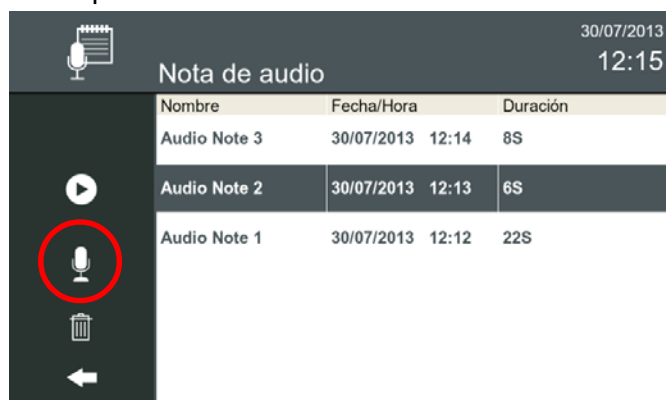 30/07/2013
12:15
Nota de audio
Nombre Fecha/Hora Duración
Audio Note 3 30/07/2013 12:14 8S
Audio Note 2 30/07/2013 12:13 6S
Audio Note 1 30/07/2013 12:12 22S